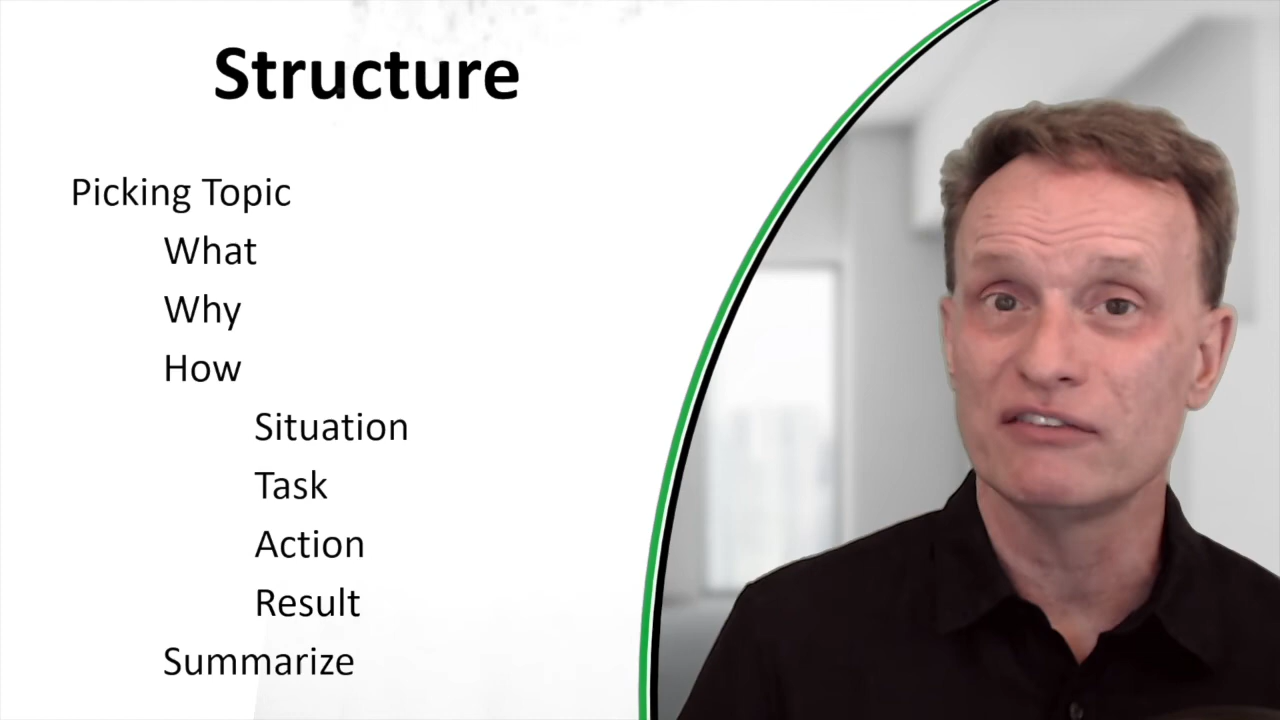 Structure
Picking Topic
What
Why
How
Situation
Task
Action
Result
Summarize